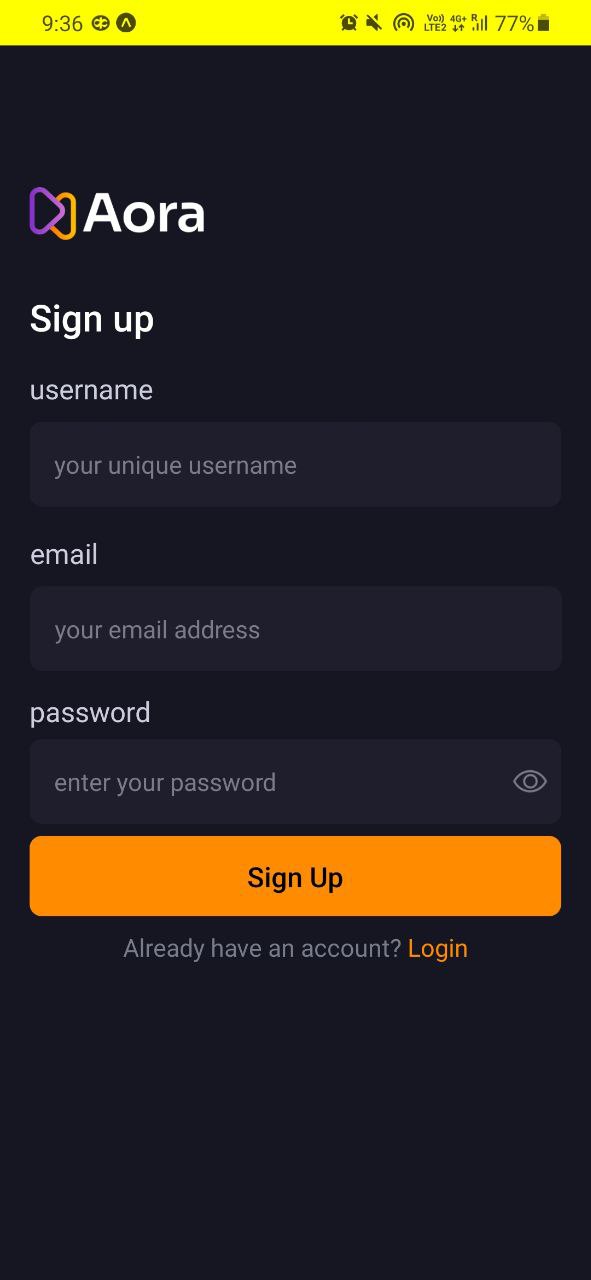 9:36 Vo)) LTE2 4G+ R 77%
Aora
Sign up
username
your unique username
email
your email address
password
enter your password
Sign Up
Already have an account? Login